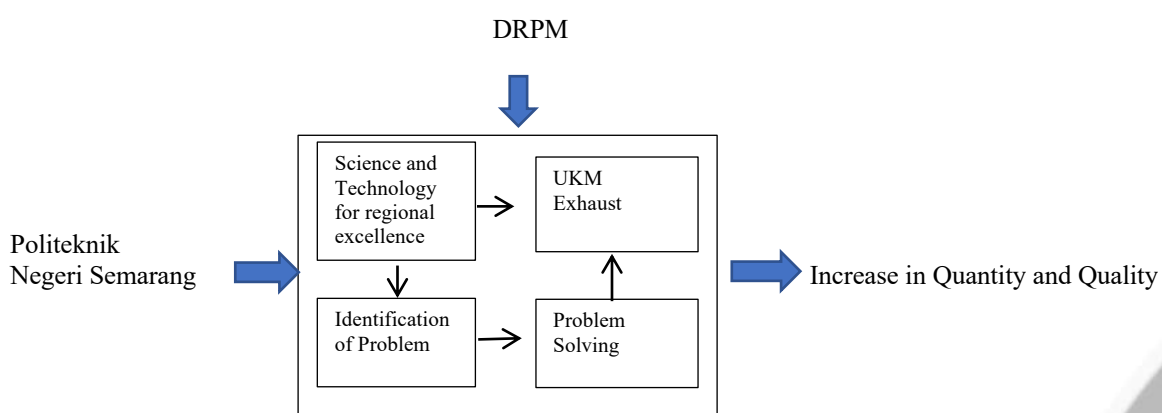 DRPM
Science and
Technology
for regional
excellence
UKM
Exhaust
Politeknik
Negeri Semarang
Increase in Quantity and Quality
Identification
of Problem
Problem
Solving